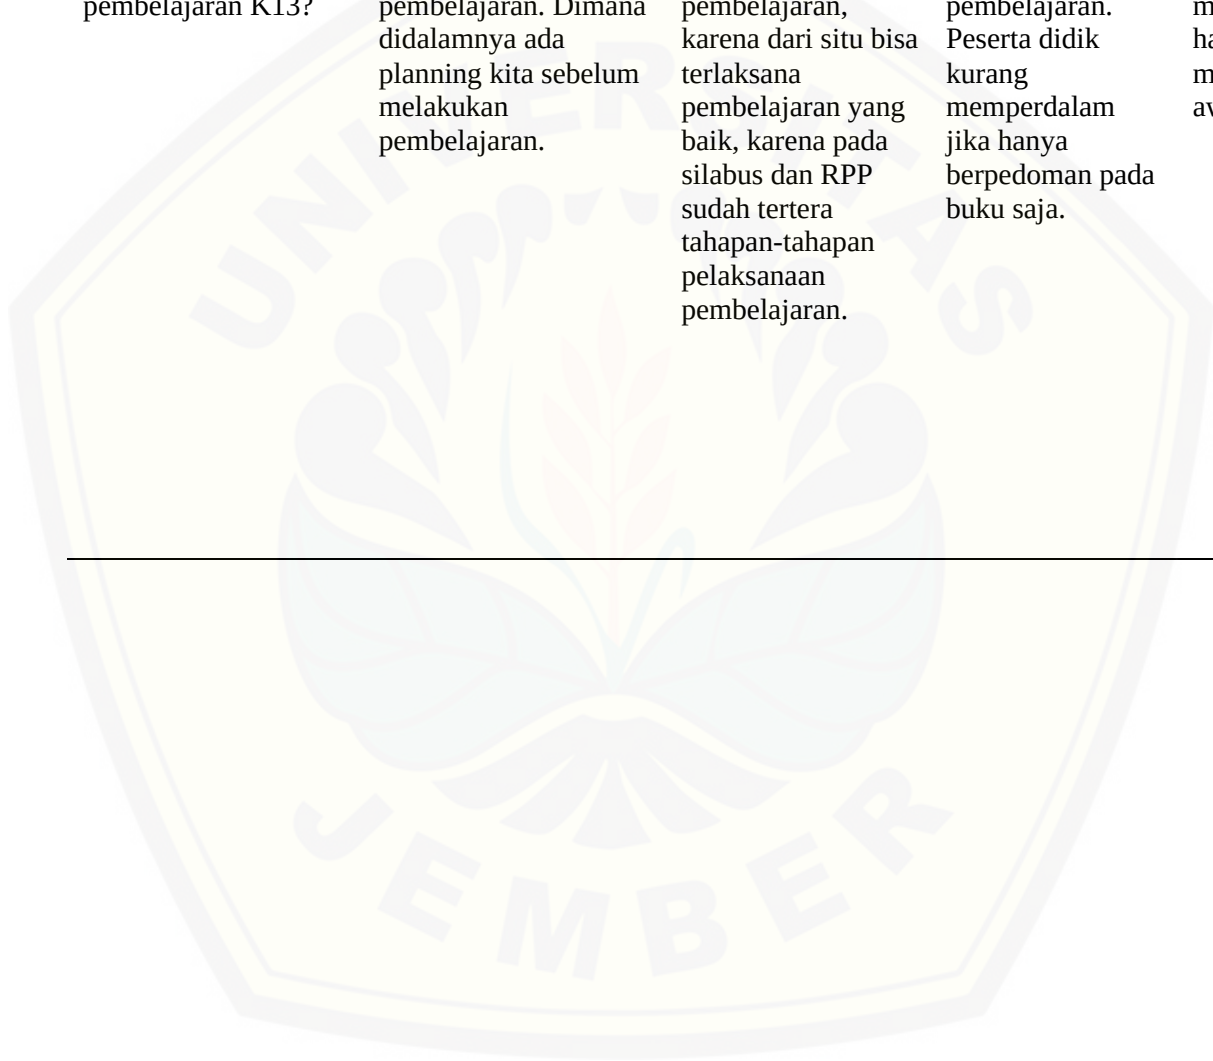 pembelajaran K13?
pembelajaran. Dimana
didalamnya ada
planning kita sebelum
melakukan
pembelajaran.
pembelajaran,
karena dari situ bisa
terlaksana
pembelajaran yang
baik, karena pada
silabus dan RPP
sudah tertera
tahapan-tahapan
pelaksanaan
pembelajaran.
pembelajaran.
Peserta didik
kurang
memperdalam
jika hanya
berpedoman pada
buku saja.
UNIVERSITAS
JEMBER